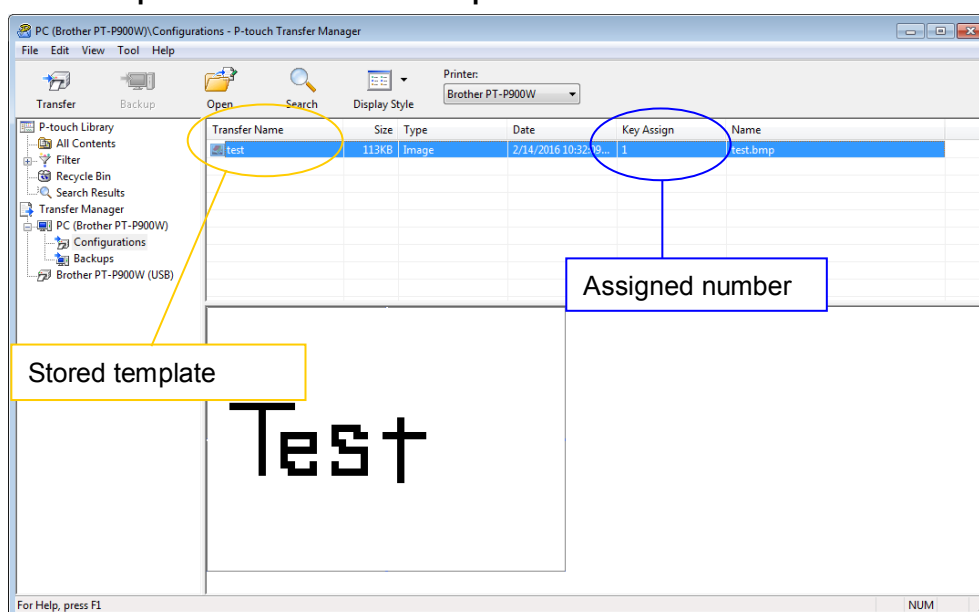 PC (Brother PT-P900W)\Configurations - P-touch Transfer Manager
File Edit View Tool Help
Transfer Backup Open Search Display Style
Printer:
Brother PT-P900W
P-touch Library
All Contents
Filter
Recycle Bin
Search Results
Transfer Manager
PC (Brother PT-P900W)
Configurations
Backups
Brother PT-P900W (USB)
Transfer Name Size Type Date Key Assign Name
test 113KB Image 2/14/2016 10:32:09... 1 test.bmp
Assigned number
Stored template
Test
For Help, press F1 NUM